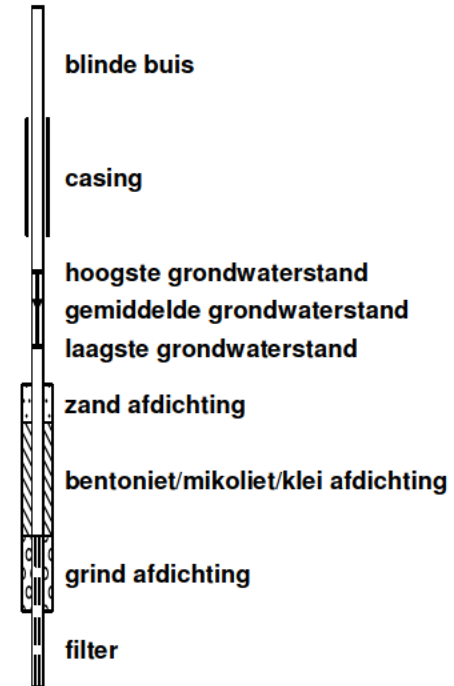 blinde buis
casing
hoogste grondwaterstand
gemiddelde grondwaterstand
laagste grondwaterstand
zand afdichting
bentoniet/mikoliet/klei afdichting
grind afdichting
filter